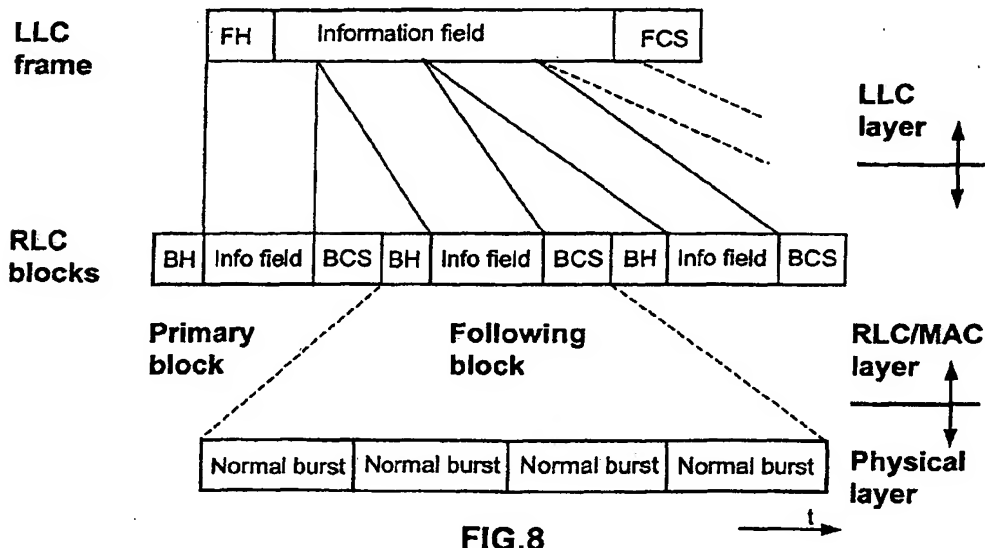 LLC frame
FH Information field FCS
LLC layer
RLC blocks
BH Info field BCS BH Info field BCS BH Info field BCS
Primary block
Following block
RLC/MAC layer
Normal burst Normal burst Normal burst Normal burst
Physical layer
t
FIG.8